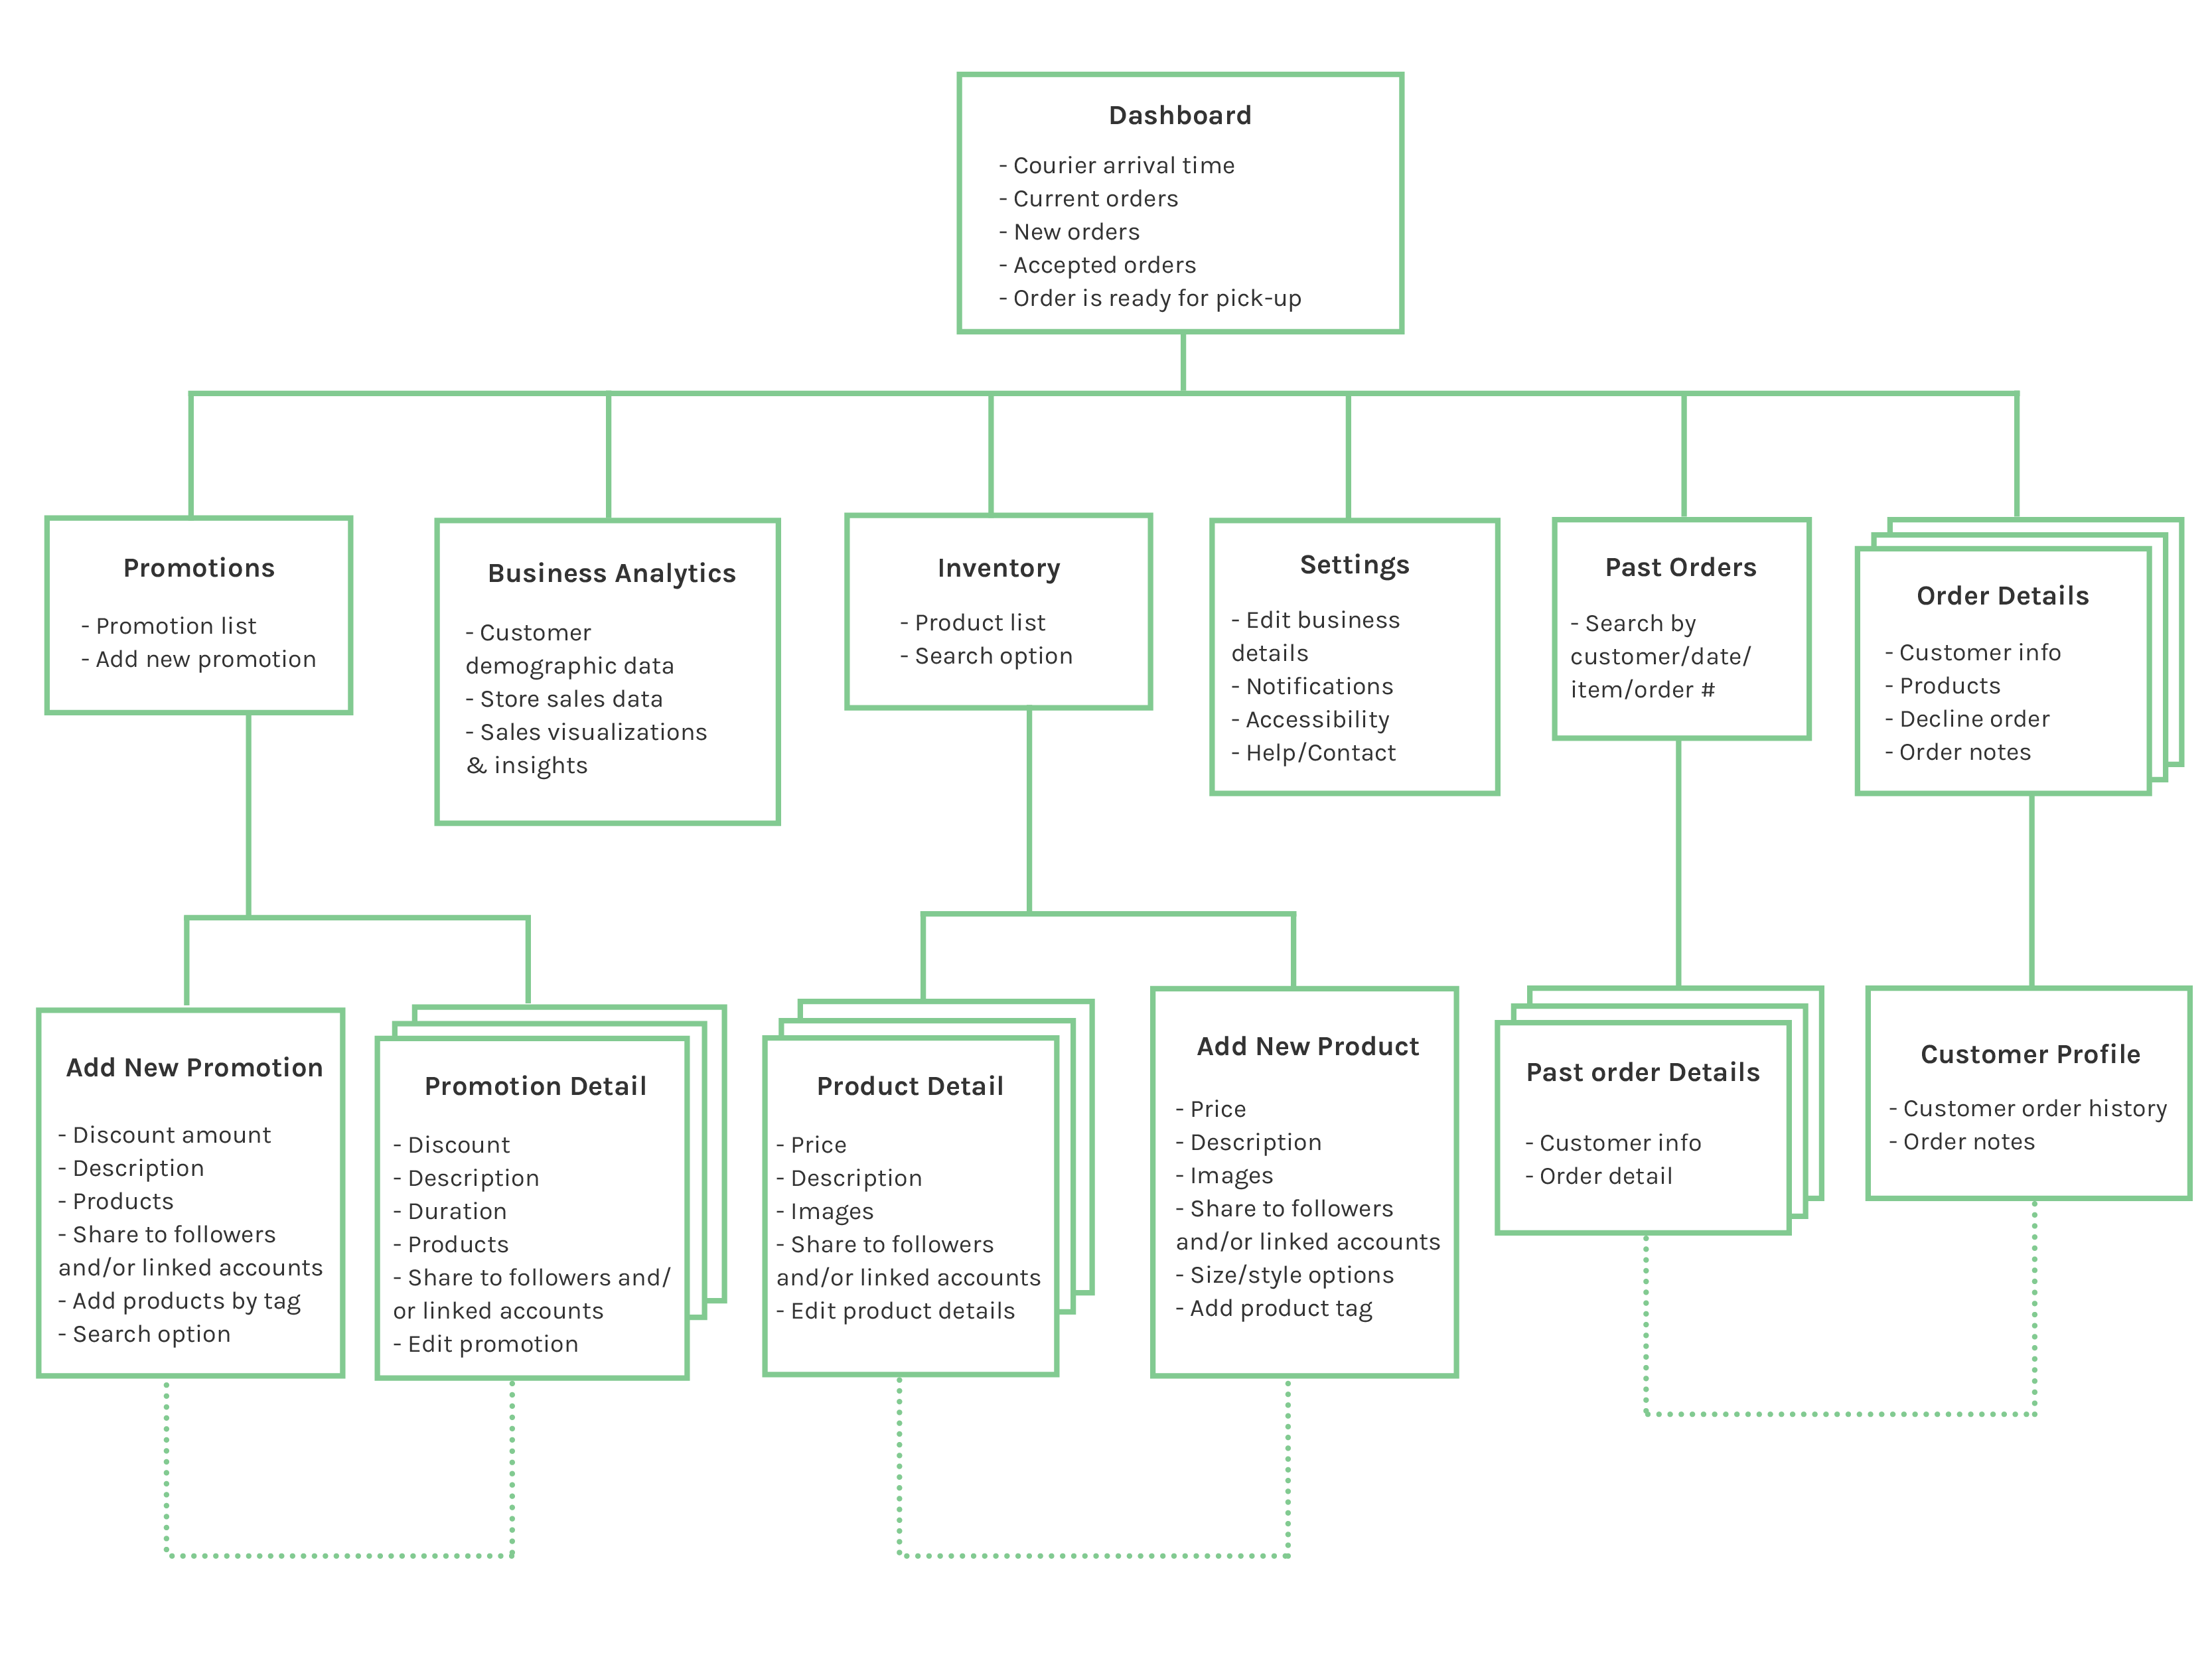 Dashboard
- Courier arrival time
- Current orders
- New orders
- Accepted orders
- Order is ready for pick-up
Promotions
- Promotion list
- Add new promotion
Business Analytics
- Customer
demographic data
- Store sales data
- Sales visualizations
& insights
Inventory
- Product list
- Search option
Settings
- Edit business
details
- Notifications
- Accessibility
- Help/Contact
Past Orders
- Search by
customer/date/
item/order #
Order Details
- Customer info
- Products
- Decline order
- Order notes
Add New Promotion
- Discount amount
- Description
- Products
- Share to followers
and/or linked accounts
- Add products by tag
- Search option
Promotion Detail
- Discount
- Description
- Duration
- Products
- Share to followers and/
or linked accounts
- Edit promotion
Product Detail
- Price
- Description
- Images
- Share to followers
and/or linked accounts
- Edit product details
Add New Product
- Price
- Description
- Images
- Share to followers
and/or linked accounts
- Size/style options
- Add product tag
Past order Details
- Customer info
- Order detail
Customer Profile
- Customer order history
- Order notes